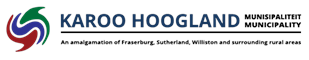 KAROO HOOGLAND MUNISIPALITEIT MUNICIPALITY
An amalgamation of Fraserburg, Sutherland, Williston and surrounding rural areas